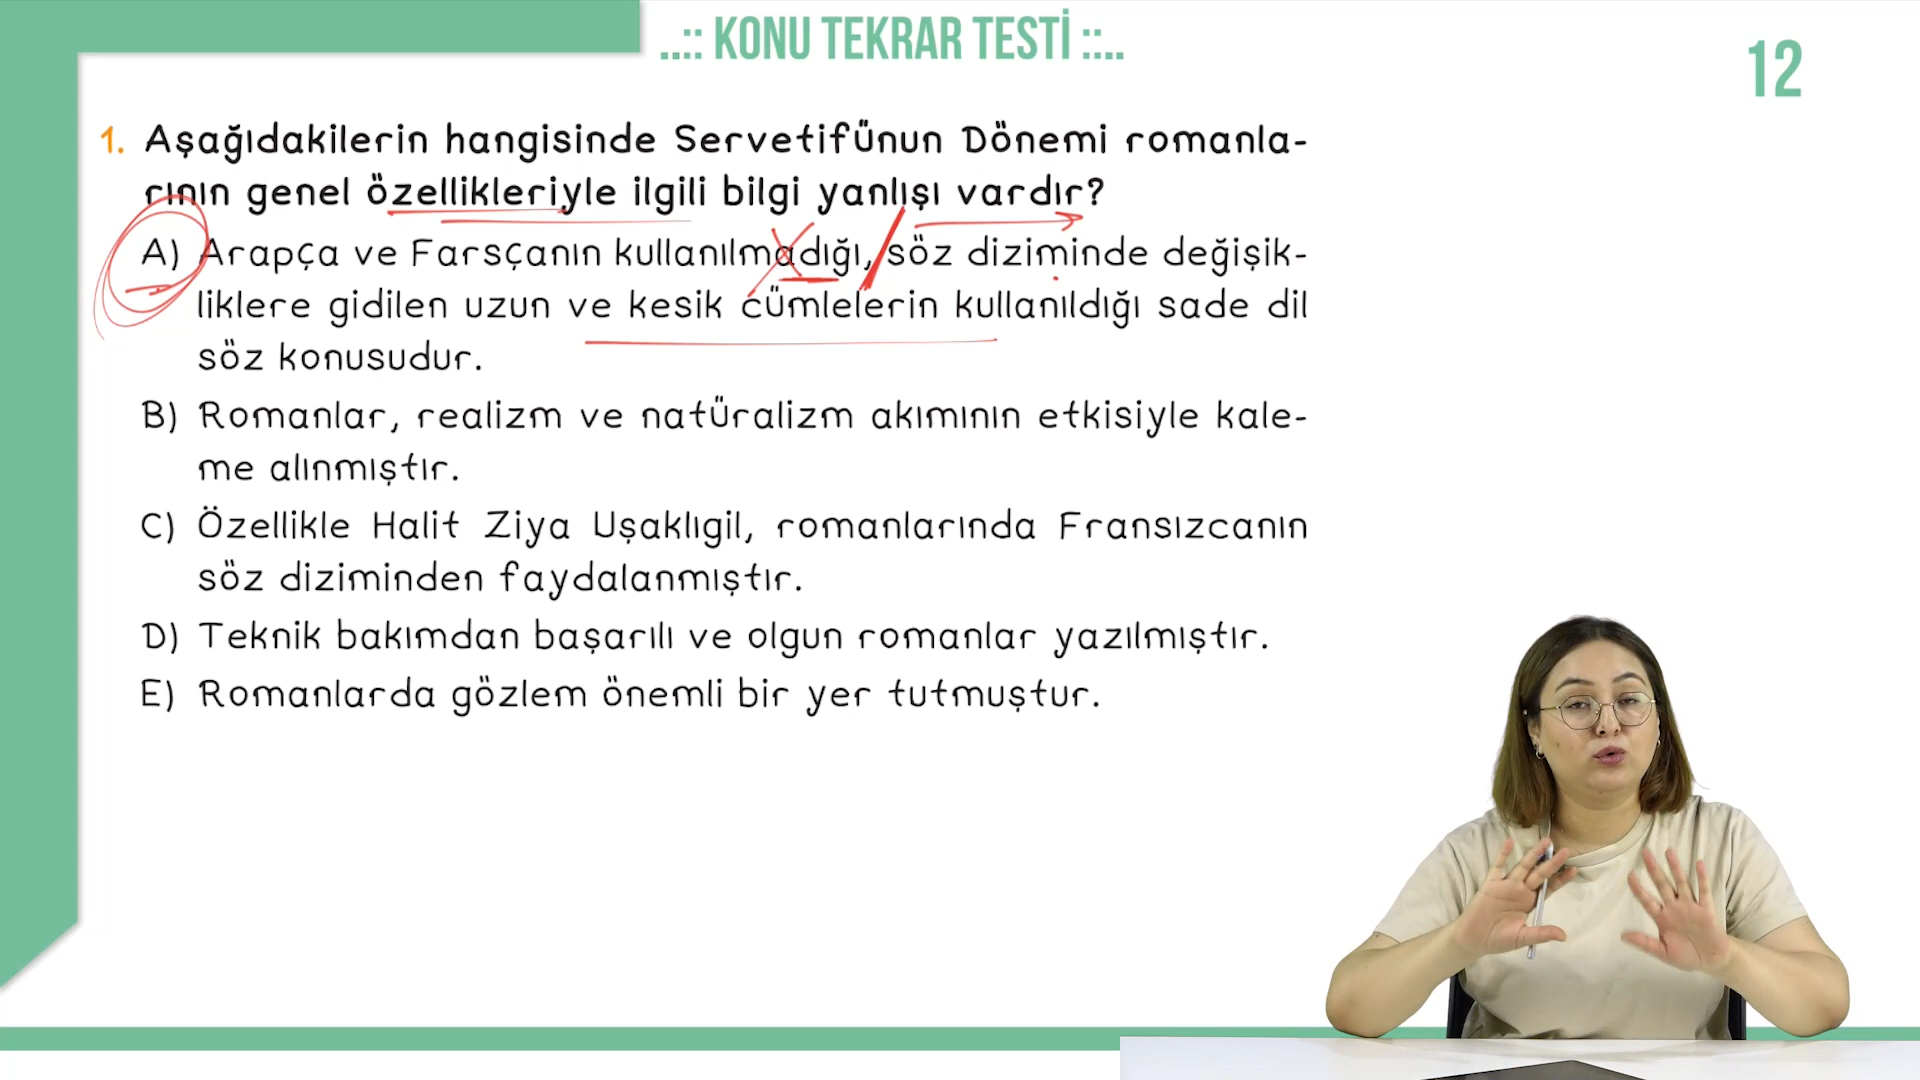 ..:: KONU TEKRAR TESTİ ::..
12
1. Aşağıdakilerin hangisinde Servetifünun Dönemi romanla-
rının genel özellikleriyle ilgili bilgi yanlışı vardır?
A) Arapça ve Farsçanın kullanılmadığı, söz diziminde değişik-
liklere gidilen uzun ve kesik cümlelerin kullanıldığı sade dil
söz konusudur.
B) Romanlar, realizm ve natüralizm akımının etkisiyle kale-
me alınmıştır.
C) Özellikle Halit Ziya Uşaklıgil, romanlarında Fransızcanın
söz diziminden faydalanmıştır.
D) Teknik bakımdan başarılı ve olgun romanlar yazılmıştır.
E) Romanlarda gözlem önemli bir yer tutmuştur.